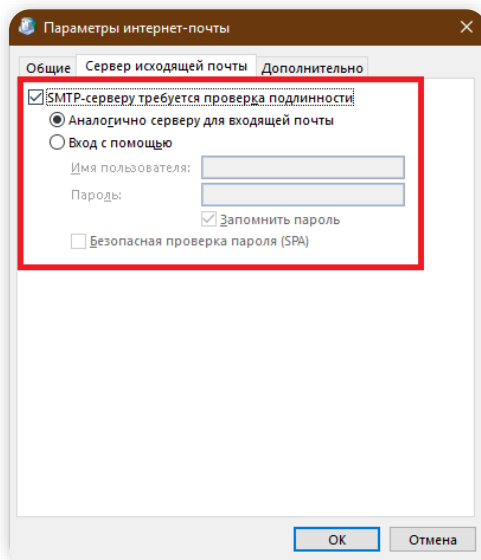 Параметры интернет-почты
Общие Сервер исходящей почты Дополнительно
SMTP-серверу требуется проверка подлинности
Аналогично серверу для входящей почты
Вход с помощью
Имя пользователя:
Пароль:
Запомнить пароль
Безопасная проверка пароля (SPA)
ОК Отмена